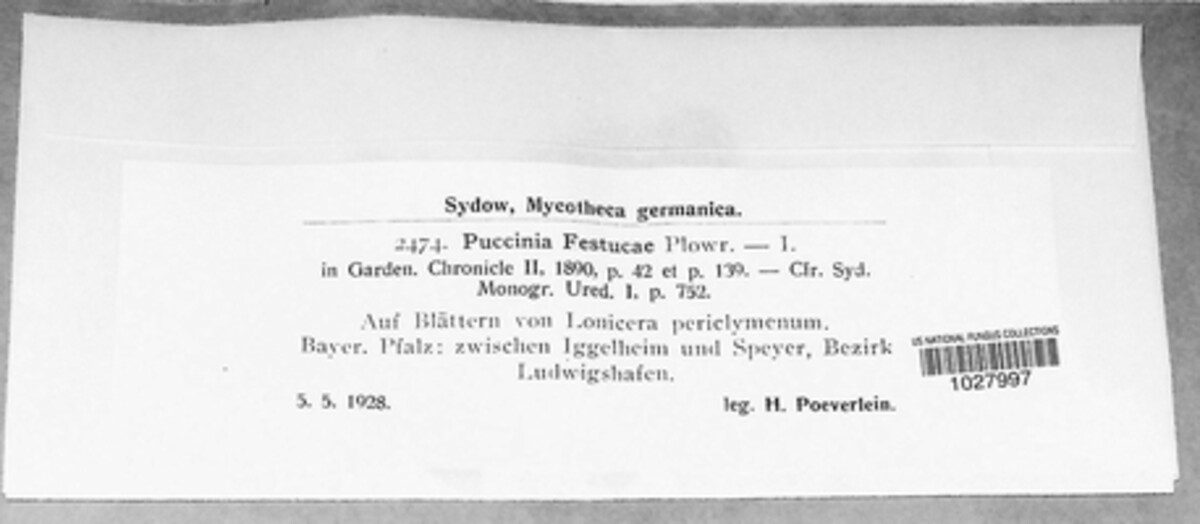 Sydow, Mycotheca germanica.
2474. Puccinia Festucae Plowr. — I.
in Garden. Chronicle II, 1890, p. 42 et p. 139. — Cfr. Syd.
Monogr. Ured. I, p. 752.
Auf Blättern von Lonicera periclymenum.
Bayer. Pfalz: zwischen Iggelheim und Speyer, Bezirk
Ludwigshafen.
5. 5. 1928. leg. H. Poeverlein.
US NATIONAL FUNGUS COLLECTIONS
1027997